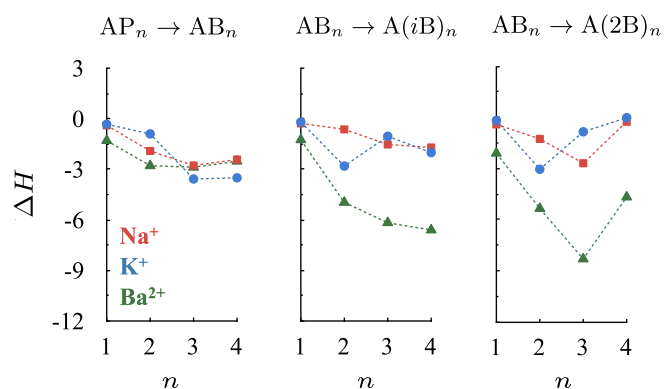 APₙ → ABₙ
ABₙ → A(iB)ₙ
ABₙ → A(2B)ₙ
ΔH
3
0
-3
-6
-9
-12
Na⁺
K⁺
Ba²⁺
1 2 3 4
1 2 3 4
1 2 3 4
n
n
n